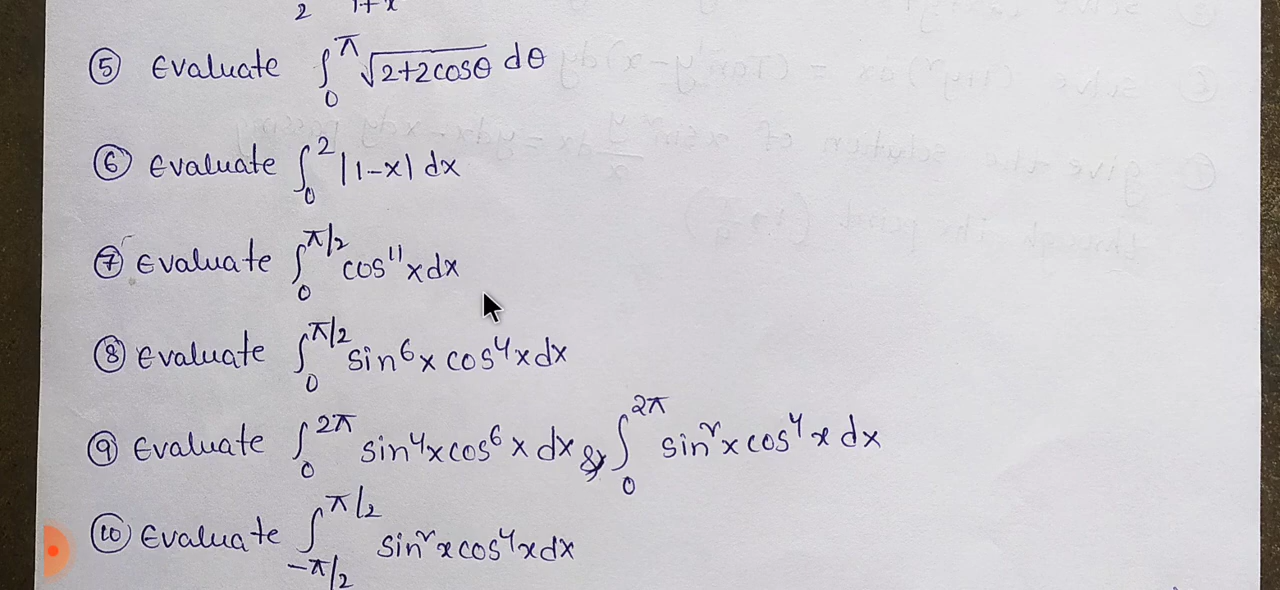 2 1+x
⑤ Evaluate ∫₀^π √(2+2cosθ) dθ
⑥ Evaluate ∫₀² |1-x| dx
⑦ Evaluate ∫₀^(π/2) cos¹¹x dx
⑧ Evaluate ∫₀^(π/2) sin⁶x cos⁴x dx
⑨ Evaluate ∫₀^(2π) sin⁴x cos⁶x dx & ∫₀^(2π) sin²x cos⁴x dx
⑩ Evaluate ∫_(-π/2)^(π/2) sin²x cos⁴x dx